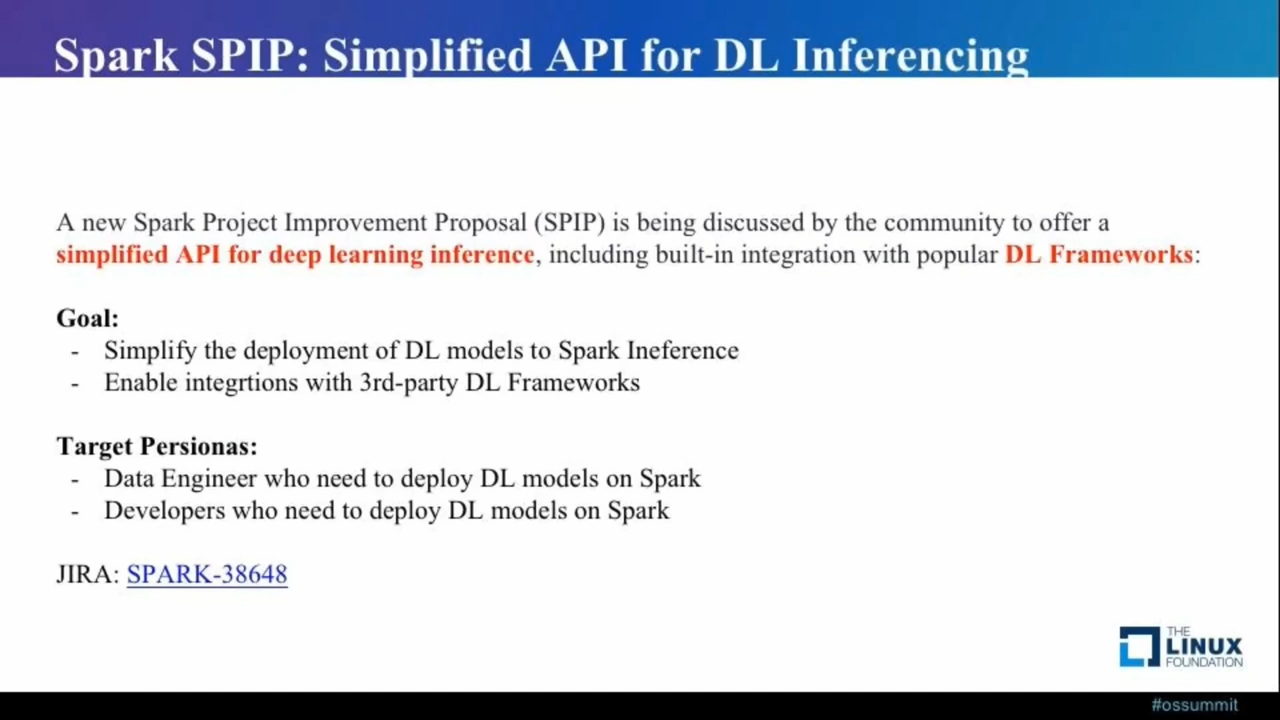 Spark SPIP: Simplified API for DL Inferencing
A new Spark Project Improvement Proposal (SPIP) is being discussed by the community to offer a
simplified API for deep learning inference, including built-in integration with popular DL Frameworks:
Goal:
- Simplify the deployment of DL models to Spark Ineference
- Enable integrtions with 3rd-party DL Frameworks
Target Persionas:
- Data Engineer who need to deploy DL models on Spark
- Developers who need to deploy DL models on Spark
JIRA: SPARK-38648
THE
LINUX
FOUNDATION
#ossummit